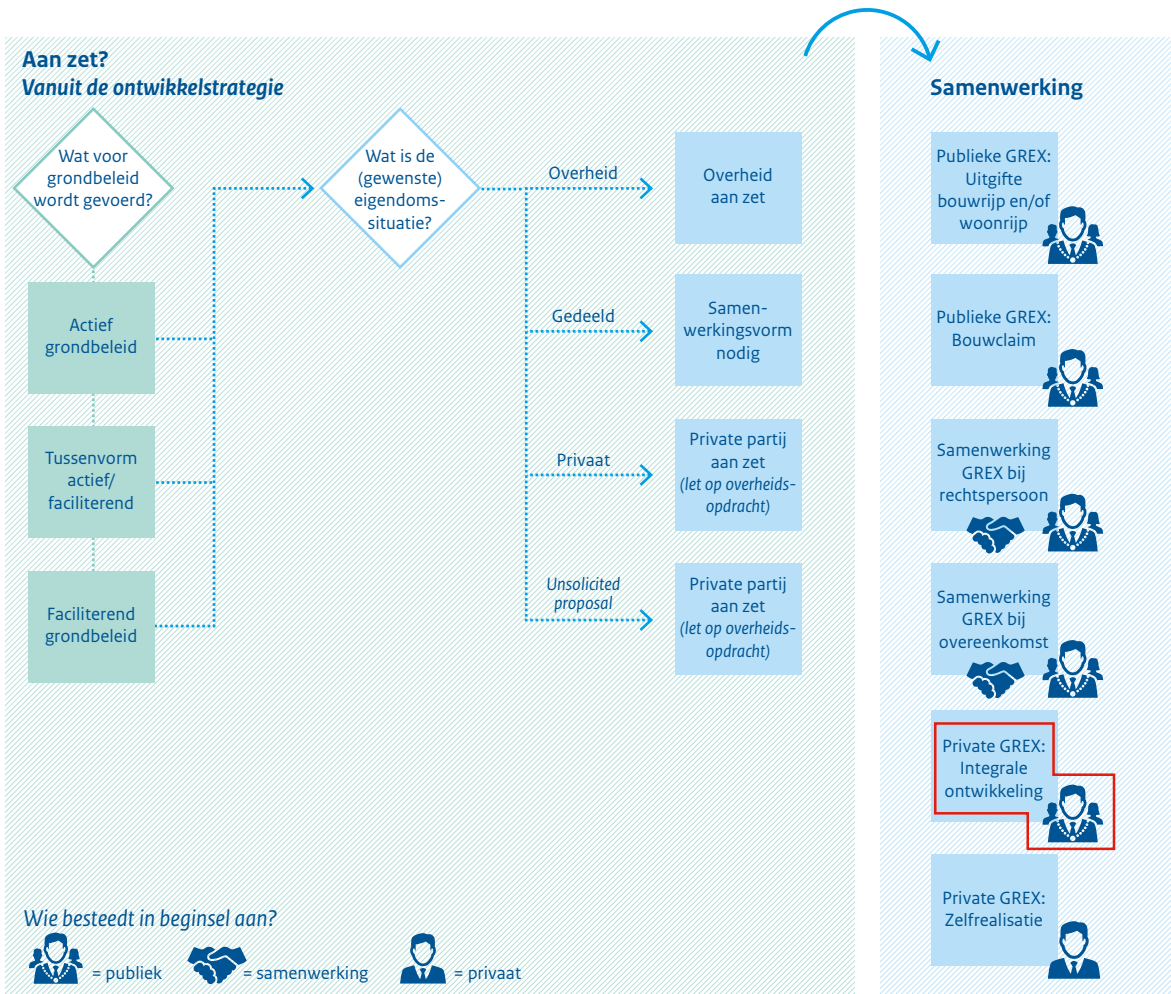 Aan zet?
Vanuit de ontwikkelstrategie
Wat voor
grondbeleid
wordt gevoerd?
Actief
grondbeleid
Tussenvorm
actief/
faciliterend
Faciliterend
grondbeleid
Wat is de
(gewenste)
eigendoms-
situatie?
Overheid
Overheid
aan zet
Gedeeld
Samen-
werkingsvorm
nodig
Privaat
Private partij
aan zet
(let op overheids-
opdracht)
Unsolicited
proposal
Private partij
aan zet
(let op overheids-
opdracht)
Wie besteedt in beginsel aan?
= publiek
= samenwerking
= privaat
Samenwerking
Publieke GREX:
Uitgifte
bouwrijp en/of
woonrijp
Publieke GREX:
Bouwclaim
Samenwerking
GREX bij
rechtspersoon
Samenwerking
GREX bij
overeenkomst
Private GREX:
Integrale
ontwikkeling
Private GREX:
Zelfrealisatie